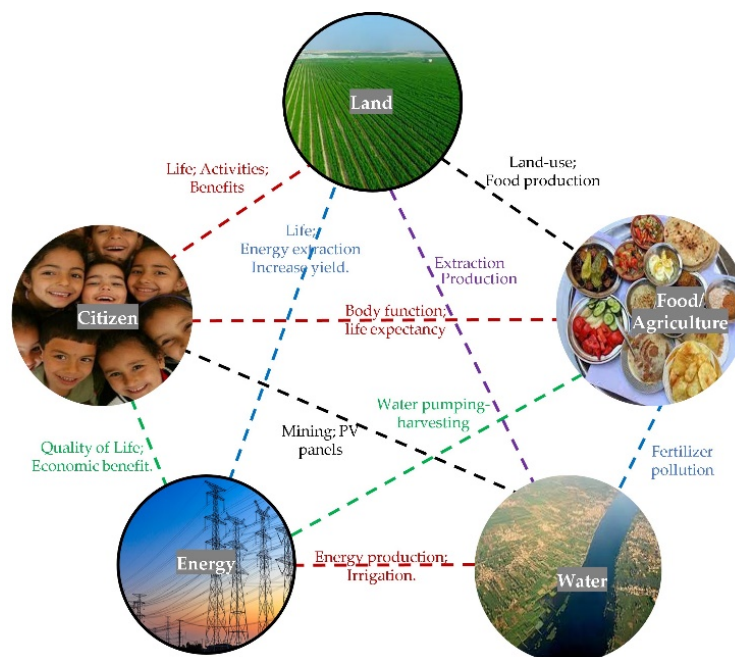 Land
Life; Activities;
Benefits
Land-use;
Food production
Life;
Energy extraction
Increase yield.
Extraction
Production
Citizen
Body function;
life expectancy
Food/
Agriculture
Water pumping-
harvesting
Quality of Life;
Economic benefit.
Mining; PV
panels
Fertilizer
pollution
Energy
Energy production;
Irrigation.
Water